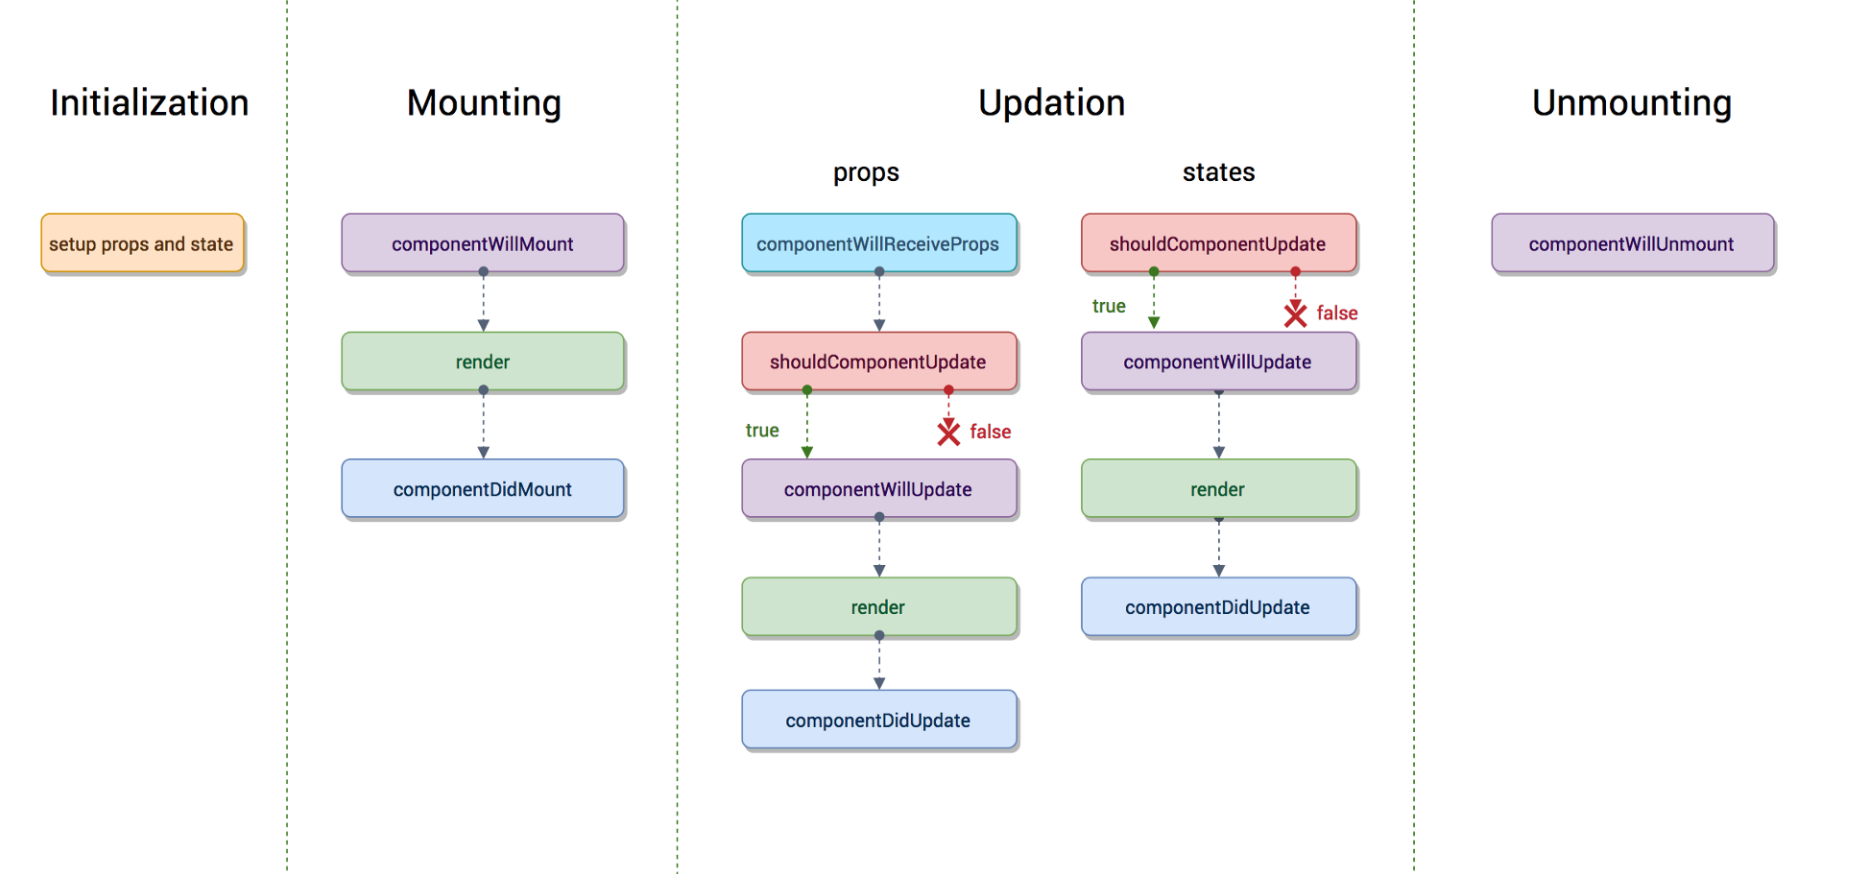 Initialization
setup props and state
Mounting
componentWillMount
render
componentDidMount
Updation
props
componentWillReceiveProps
shouldComponentUpdate
true
false
componentWillUpdate
render
componentDidUpdate
states
shouldComponentUpdate
true
false
componentWillUpdate
render
componentDidUpdate
Unmounting
componentWillUnmount